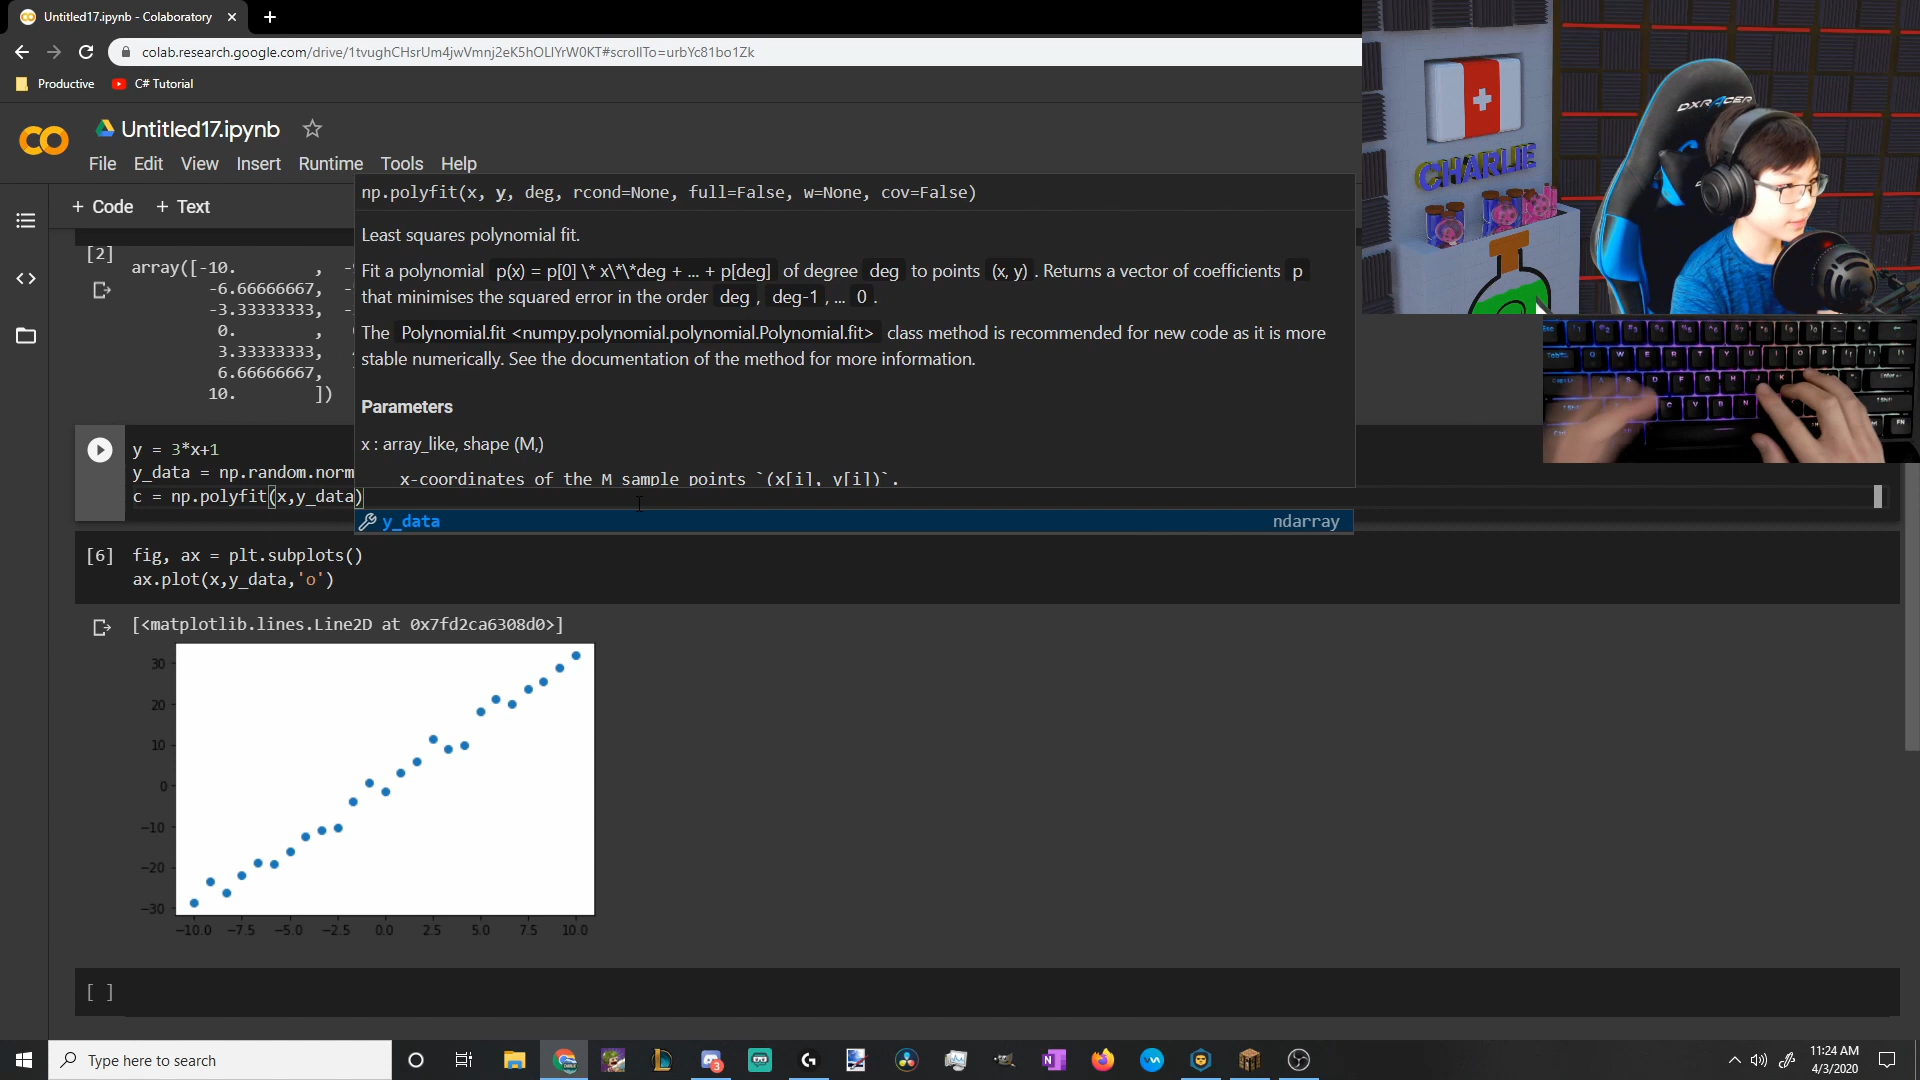 Untitled17.ipynb - Colaboratory
colab.research.google.com/drive/1tvughCHsrUm4jwVmnj2eK5hOLlYrW0KT#scrollTo=urbYc81bo1Zk
Productive
C# Tutorial
Untitled17.ipynb
File Edit View Insert Runtime Tools Help
+ Code + Text
np.polyfit(x, y, deg, rcond=None, full=False, w=None, cov=False)
Least squares polynomial fit.
Fit a polynomial p(x) = p[0] \* x\*\*deg + ... + p[deg] of degree deg to points (x, y) . Returns a vector of coefficients p
that minimises the squared error in the order deg , deg-1 , ... 0 .
The Polynomial.fit <numpy.polynomial.polynomial.Polynomial.fit> class method is recommended for new code as it is more
stable numerically. See the documentation of the method for more information.
Parameters
x : array_like, shape (M,)
x-coordinates of the M sample points `(x[i], y[i])`.
[2]
array([-10. ,
-6.66666667,
-3.33333333,
0. ,
3.33333333,
6.66666667,
10. ])
y = 3*x+1
y_data = np.random.norm
c = np.polyfit(x,y_data)
y_data
ndarray
[6]
fig, ax = plt.subplots()
ax.plot(x,y_data,'o')
[<matplotlib.lines.Line2D at 0x7fd2ca6308d0>]
30
20
10
0
−10
−20
−30
−10.0 −7.5 −5.0 −2.5 0.0 2.5 5.0 7.5 10.0
[ ]
CHARLIE
DXRACER
Type here to search
3
11:24 AM
4/3/2020